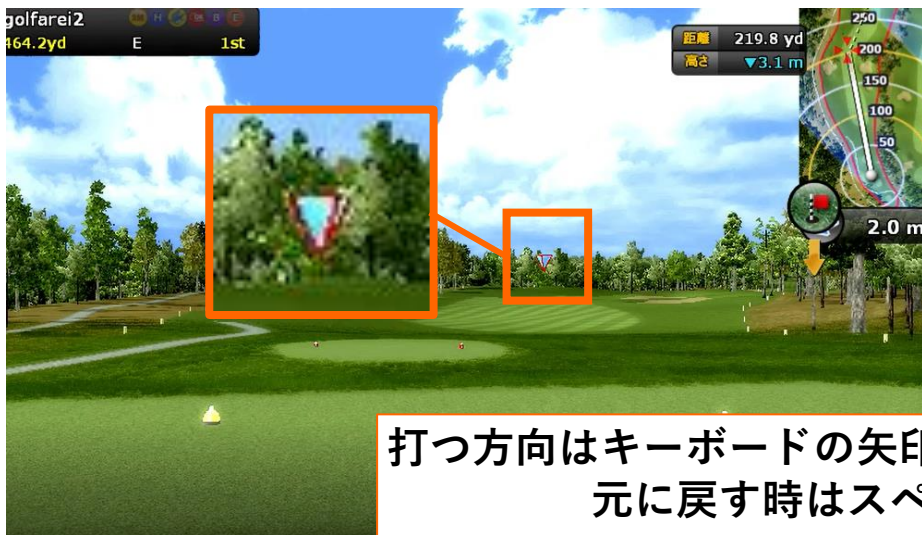 golfarei2
464.2yd E 1st
距離 219.8 yd
高さ ▼3.1 m
250
200
150
100
50
2.0 m
打つ方向はキーボードの矢印
元に戻す時はスペ